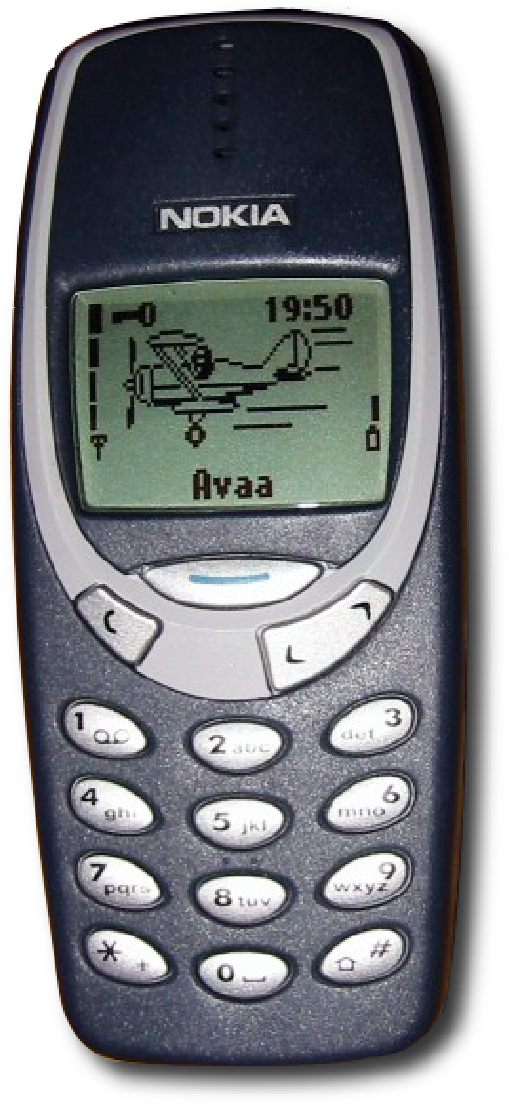 NOKIA
19:50
Avaa
1
2 abc
3 def
4 ghi
5 jkl
6 mno
7 pqrs
8 tuv
9 wxyz
* +
0
#